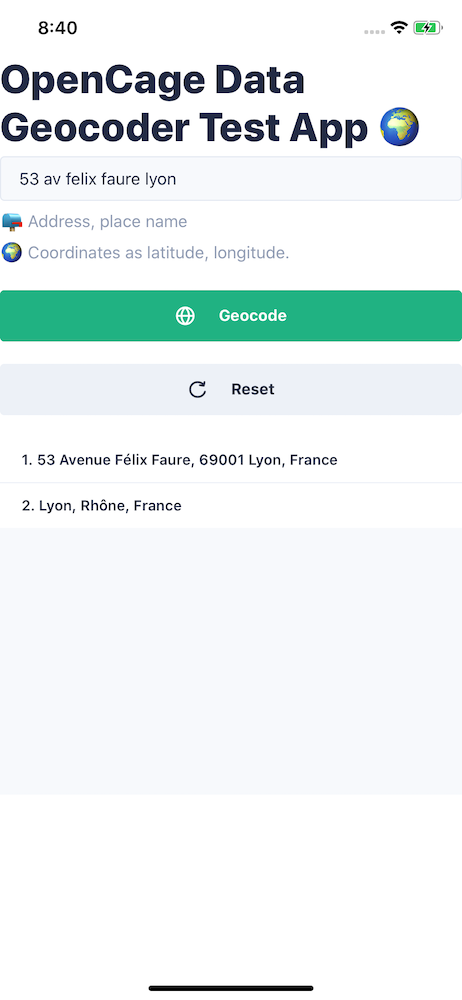 8:40
OpenCage Data
Geocoder Test App 🌍
53 av felix faure lyon
📪 Address, place name
🌍 Coordinates as latitude, longitude.
Geocode
Reset
1. 53 Avenue Félix Faure, 69001 Lyon, France
2. Lyon, Rhône, France